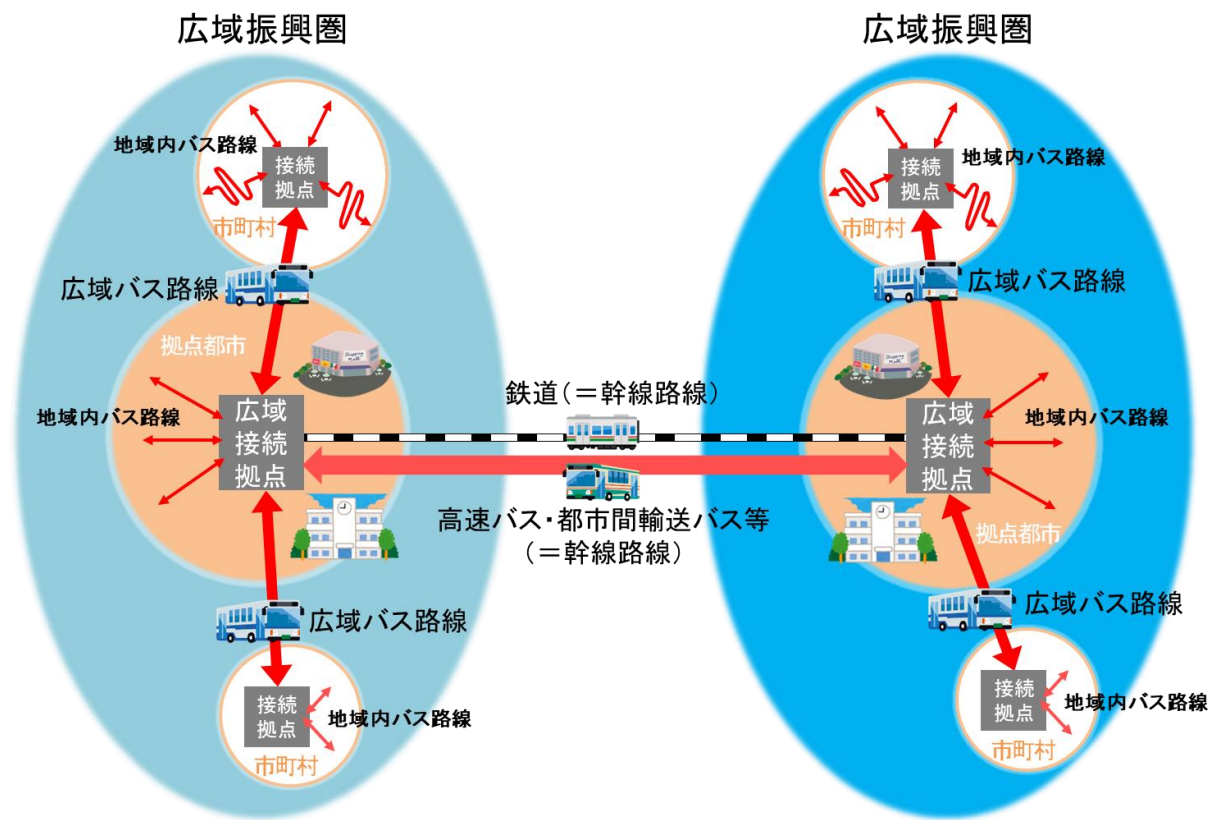 広域振興圏
広域振興圏
地域内バス路線
接続
拠点
市町村
広域バス路線
拠点都市
Shopping Mall
地域内バス路線
広域
接続
拠点
広域バス路線
接続
拠点
地域内バス路線
市町村
鉄道(=幹線路線)
高速バス・都市間輸送バス等
(=幹線路線)
接続
拠点
地域内バス路線
市町村
広域バス路線
Shopping Mall
広域
接続
拠点
地域内バス路線
拠点都市
広域バス路線
接続
拠点
地域内バス路線
市町村